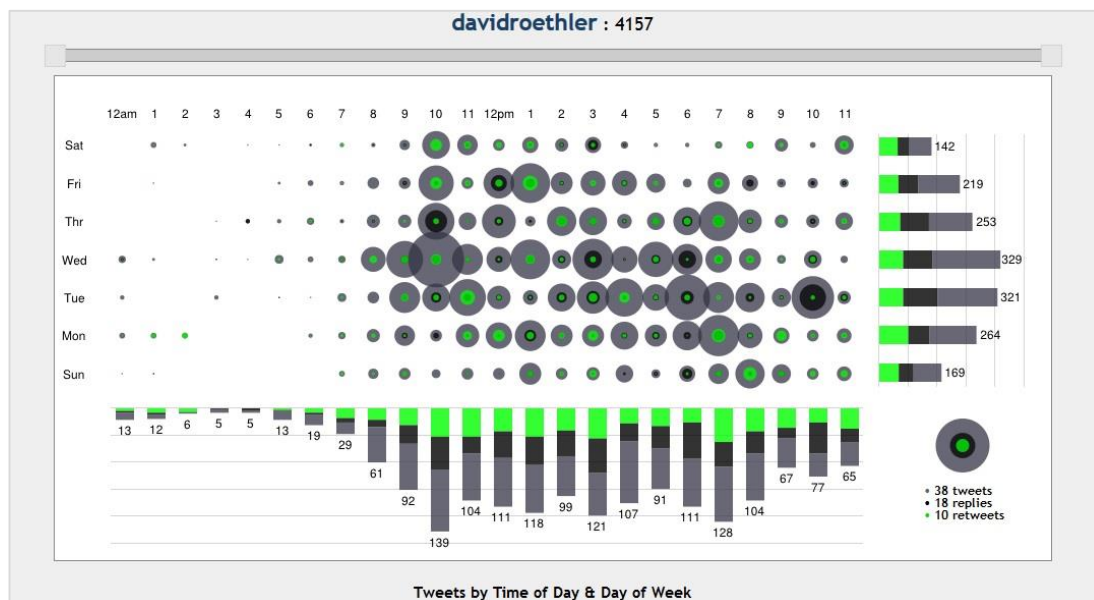 davidroethler : 4157
12am 1 2 3 4 5 6 7 8 9 10 11 12pm 1 2 3 4 5 6 7 8 9 10 11
Sat 142
Fri 219
Thr 253
Wed 329
Tue 321
Mon 264
Sun 169
13 12 6 5 5 13 19 29 61 92 139 104 111 118 99 121 107 91 111 128 104 67 77 65
38 tweets
18 replies
10 retweets
Tweets by Time of Day & Day of Week